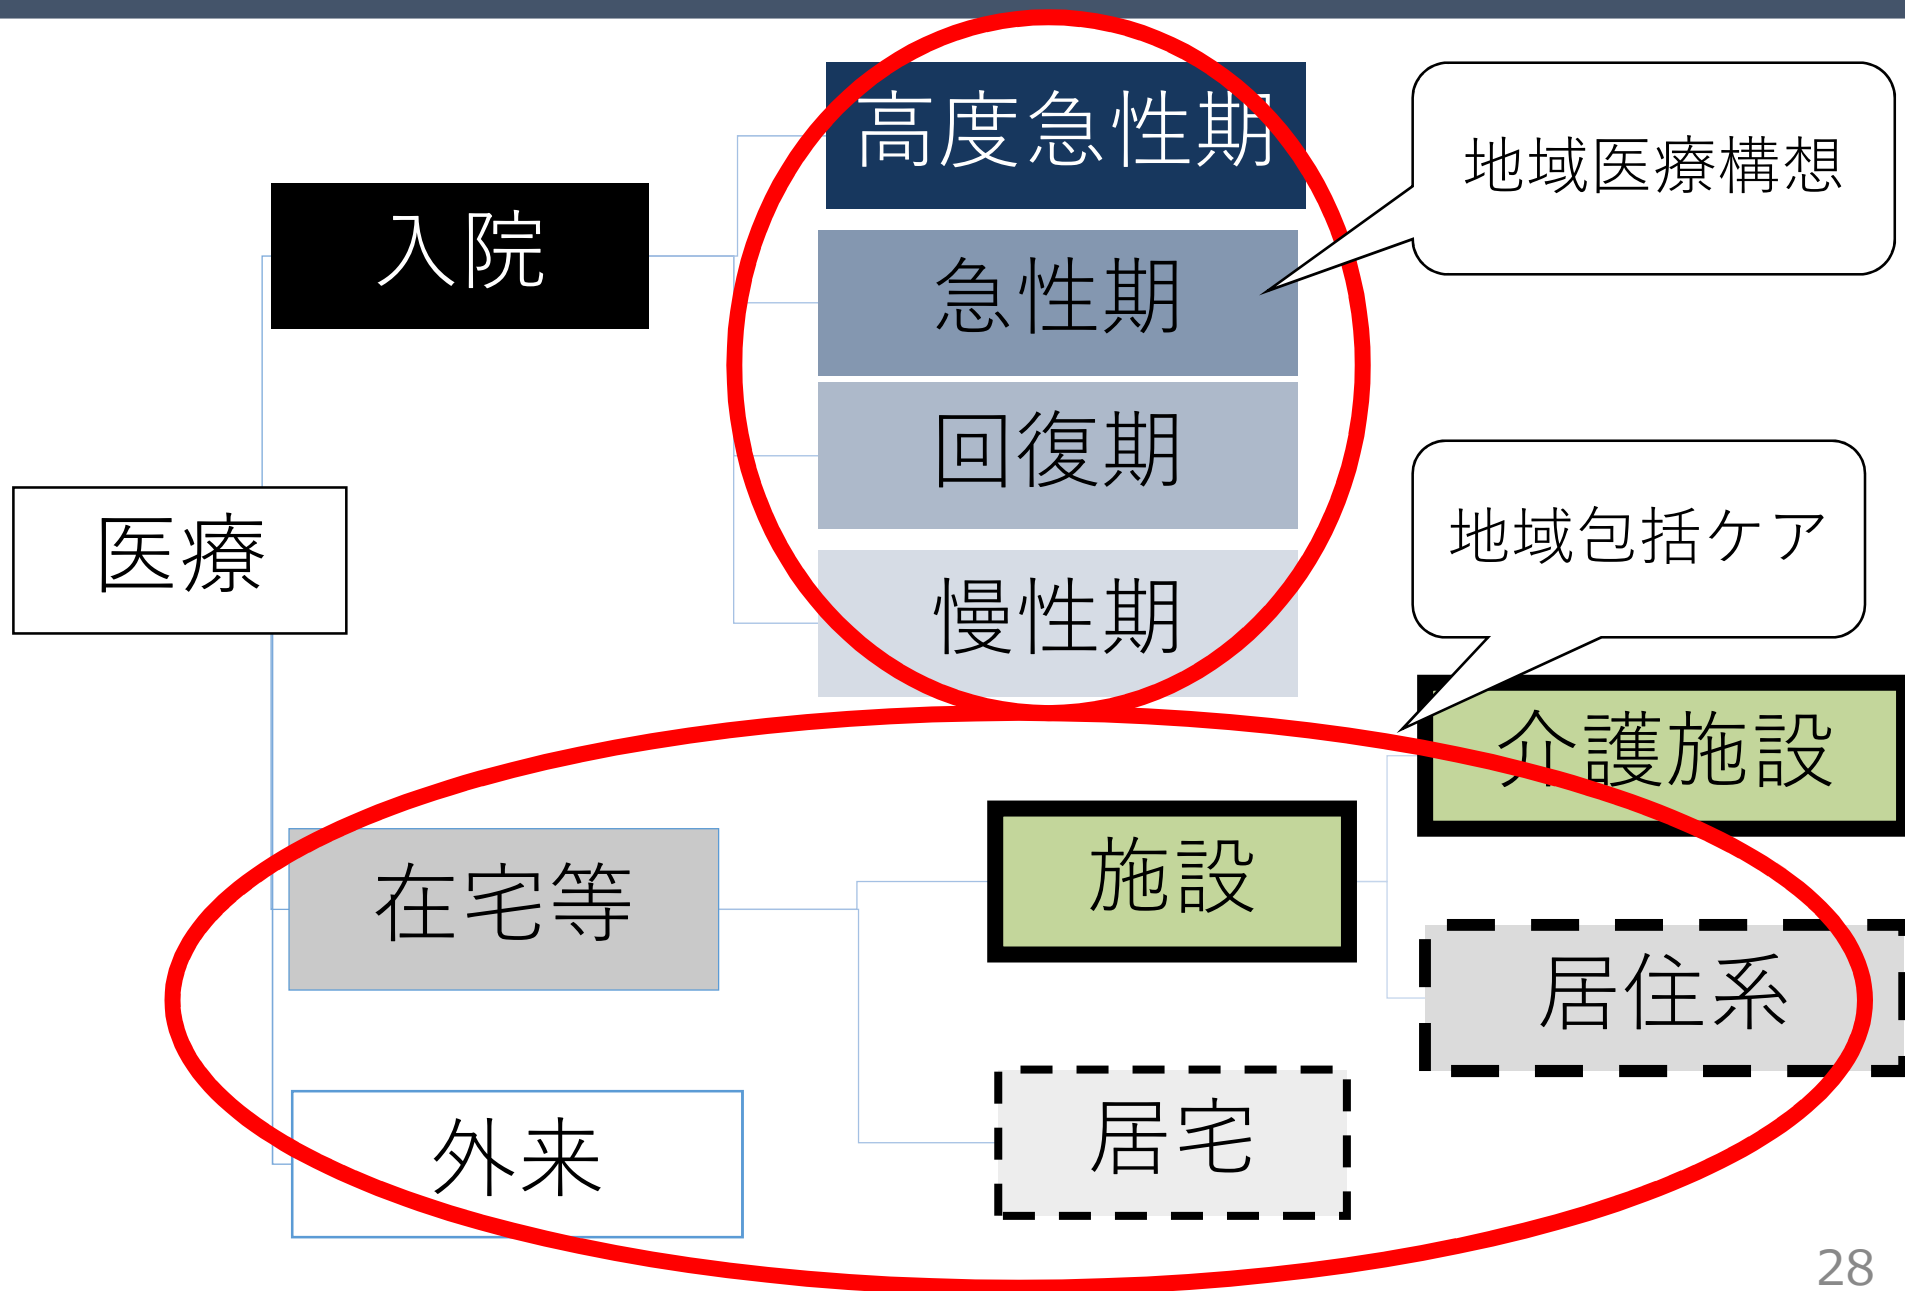 高度急性期
地域医療構想
入院
急性期
回復期
地域包括ケア
医療
慢性期
介護施設
施設
在宅等
居住系
居宅
外来
28